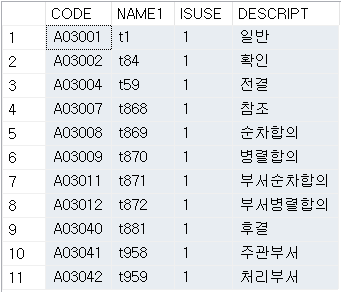 CODE NAME1 ISUSE DESCRIPT
1 A03001 t1 1 일반
2 A03002 t84 1 확인
3 A03004 t59 1 전결
4 A03007 t868 1 참조
5 A03008 t869 1 순차합의
6 A03009 t870 1 병렬합의
7 A03011 t871 1 부서순차합의
8 A03012 t872 1 부서병렬합의
9 A03040 t881 1 후결
10 A03041 t958 1 주관부서
11 A03042 t959 1 처리부서